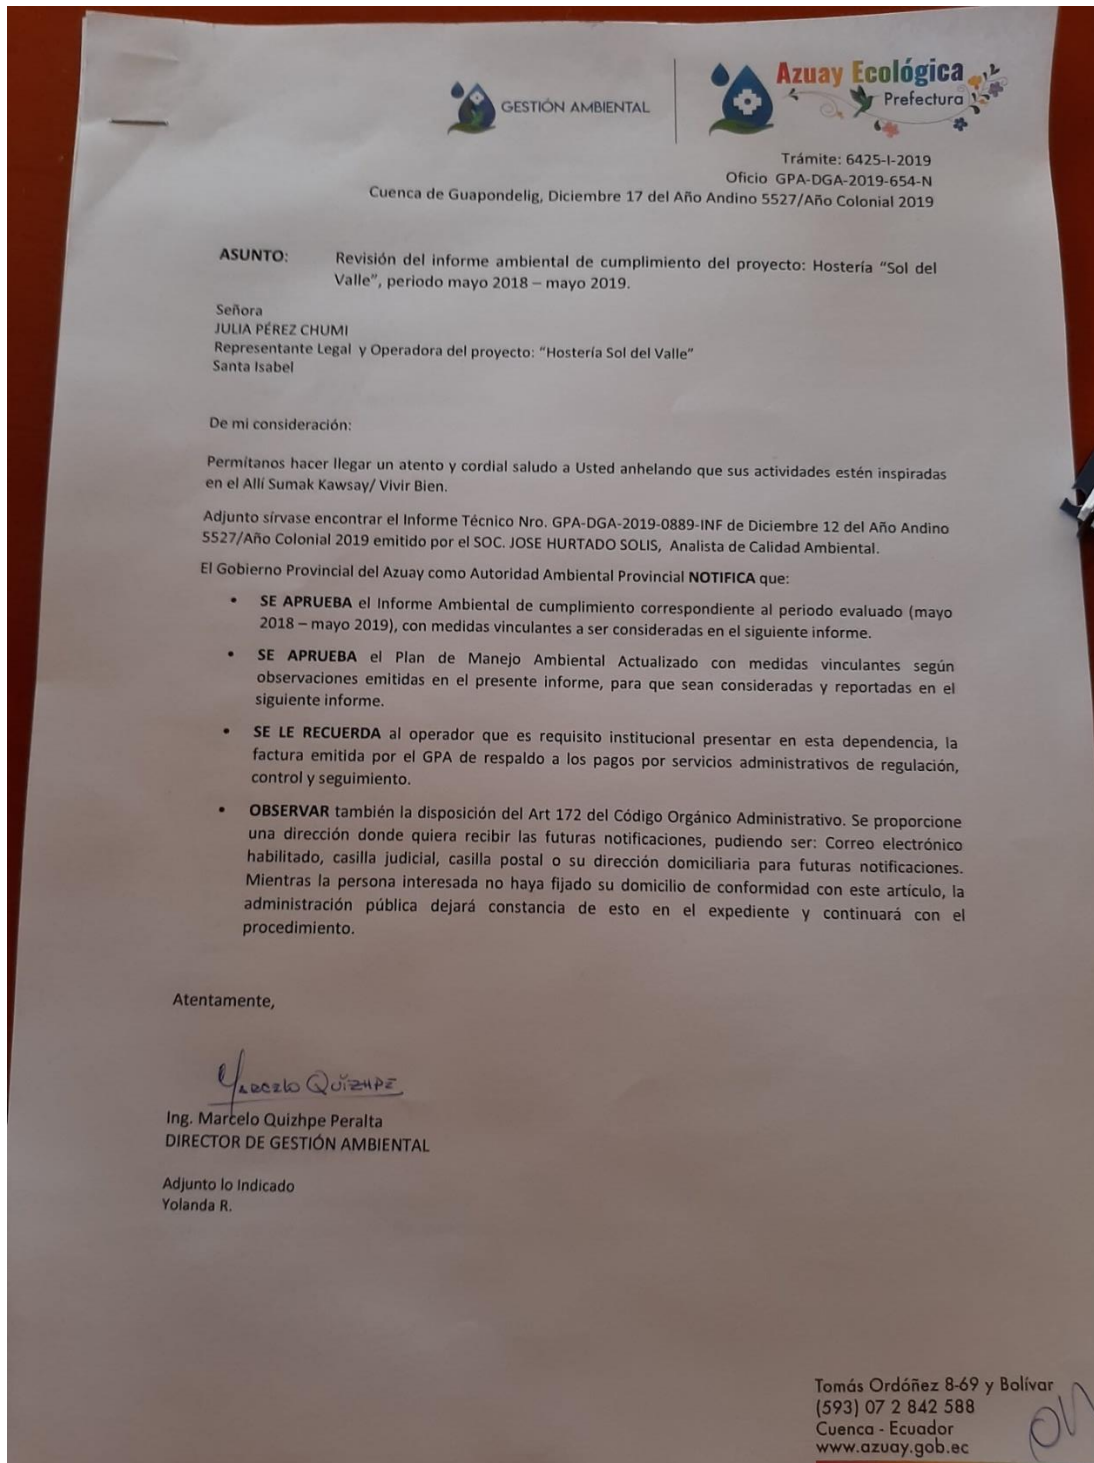 GESTIÓN AMBIENTAL
Azuay Ecológica
Prefectura
Trámite: 6425-I-2019
Oficio GPA-DGA-2019-654-N
Cuenca de Guapondelig, Diciembre 17 del Año Andino 5527/Año Colonial 2019
ASUNTO: Revisión del informe ambiental de cumplimiento del proyecto: Hostería “Sol del
Valle”, periodo mayo 2018 – mayo 2019.
Señora
JULIA PÉREZ CHUMI
Representante Legal y Operadora del proyecto: “Hostería Sol del Valle”
Santa Isabel
De mi consideración:
Permítanos hacer llegar un atento y cordial saludo a Usted anhelando que sus actividades estén inspiradas
en el Allí Sumak Kawsay/ Vivir Bien.
Adjunto sírvase encontrar el Informe Técnico Nro. GPA-DGA-2019-0889-INF de Diciembre 12 del Año Andino
5527/Año Colonial 2019 emitido por el SOC. JOSE HURTADO SOLIS, Analista de Calidad Ambiental.
El Gobierno Provincial del Azuay como Autoridad Ambiental Provincial NOTIFICA que:
• SE APRUEBA el Informe Ambiental de cumplimiento correspondiente al periodo evaluado (mayo
2018 – mayo 2019), con medidas vinculantes a ser consideradas en el siguiente informe.
• SE APRUEBA el Plan de Manejo Ambiental Actualizado con medidas vinculantes según
observaciones emitidas en el presente informe, para que sean consideradas y reportadas en el
siguiente informe.
• SE LE RECUERDA al operador que es requisito institucional presentar en esta dependencia, la
factura emitida por el GPA de respaldo a los pagos por servicios administrativos de regulación,
control y seguimiento.
• OBSERVAR también la disposición del Art 172 del Código Orgánico Administrativo. Se proporcione
una dirección donde quiera recibir las futuras notificaciones, pudiendo ser: Correo electrónico
habilitado, casilla judicial, casilla postal o su dirección domiciliaria para futuras notificaciones.
Mientras la persona interesada no haya fijado su domicilio de conformidad con este artículo, la
administración pública dejará constancia de esto en el expediente y continuará con el
procedimiento.
Atentamente,
Marcelo Quizhpe
Ing. Marcelo Quizhpe Peralta
DIRECTOR DE GESTIÓN AMBIENTAL
Adjunto lo Indicado
Yolanda R.
Tomás Ordóñez 8-69 y Bolívar
(593) 07 2 842 588
Cuenca - Ecuador
www.azuay.gob.ec